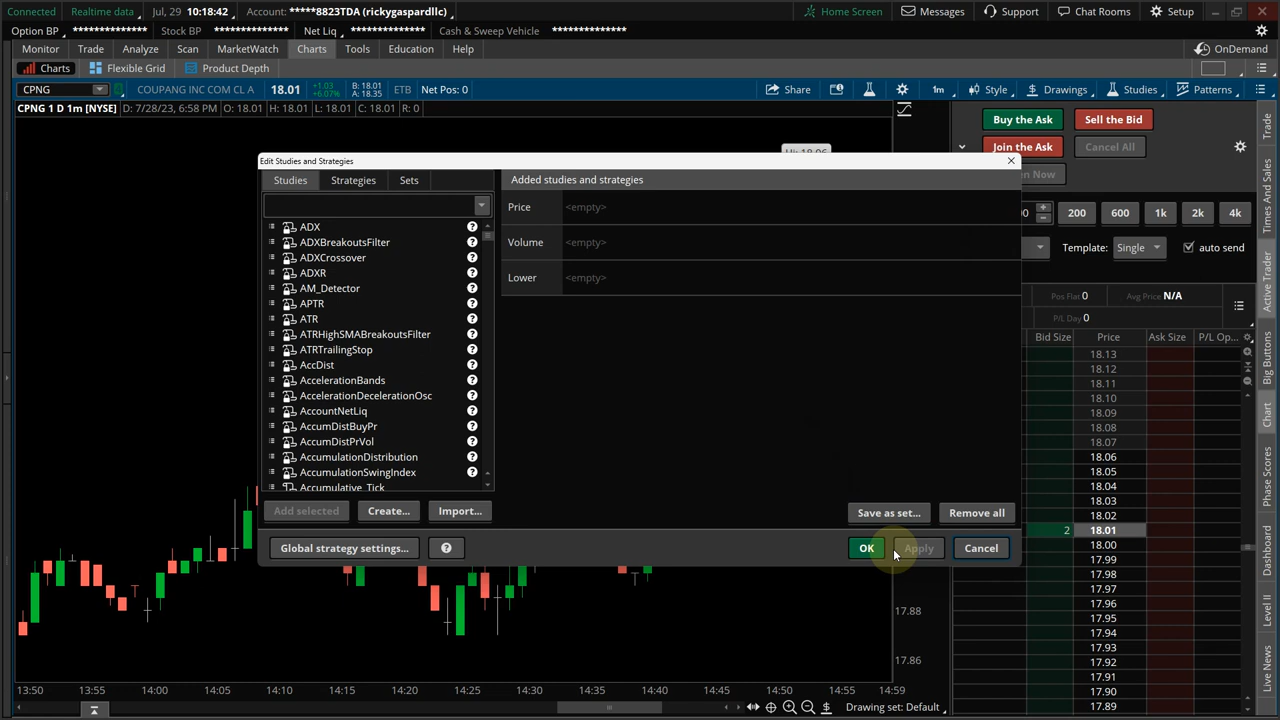 Connected Realtime data Jul, 29 10:18:42 Account: *****8823TDA (rickygaspardllc) Home Screen Messages Support Chat Rooms Setup
Option BP ************** Stock BP ************** Net Liq ************** Cash & Sweep Vehicle **************
Monitor Trade Analyze Scan MarketWatch Charts Tools Education Help OnDemand
Charts Flexible Grid Product Depth
CPNG COUPANG INC COM CL A 18.01 +1.03 +6.07% B: 18.01 A: 18.35 ETB Net Pos: 0 Share 1m Style Drawings Studies Patterns
CPNG 1 D 1m [NYSE] D: 7/28/23, 6:58 PM O: 18.01 H: 18.01 L: 18.01 C: 18.01 R: 0
Buy the Ask Sell the Bid
Join the Ask Cancel All
200 600 1k 2k 4k
Template: Single auto send
Pos Flat 0 Avg Price N/A
P/L Day 0
Bid Size Price Ask Size P/L Op...
18.13
18.12
18.11
18.10
18.09
18.08
18.07
18.06
18.05
18.04
18.03
18.02
2 18.01
18.00
17.99
17.98
17.97
17.96
17.95
17.94
17.93
17.92
17.91
17.90
17.89
Trade
Times And Sales
Active Trader
Big Buttons
Chart
Phase Scores
Dashboard
Level II
Live News
Edit Studies and Strategies
Studies Strategies Sets
Added studies and strategies
Price <empty>
Volume <empty>
Lower <empty>
ADX
ADXBreakoutsFilter
ADXCrossover
ADXR
AM_Detector
APTR
ATR
ATRHighSMABreakoutsFilter
ATRTrailingStop
AccDist
AccelerationBands
AccelerationDecelerationOsc
AccountNetLiq
AccumDistBuyPr
AccumDistPrVol
AccumulationDistribution
AccumulationSwingIndex
Accumulative_Tick
Add selected Create... Import... Save as set... Remove all
Global strategy settings... OK Apply Cancel
17.88
17.86
13:50 13:55 14:00 14:05 14:10 14:15 14:20 14:25 14:30 14:35 14:40 14:45 14:50 14:55 14:59
Drawing set: Default